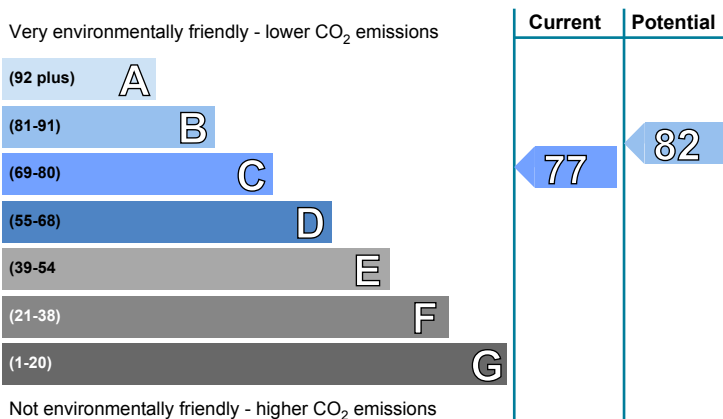 Current Potential
Very environmentally friendly - lower CO2 emissions
(92 plus) A
(81-91) B
82
(69-80) C
77
(55-68) D
(39-54 E
(21-38) F
(1-20) G
Not environmentally friendly - higher CO2 emissions